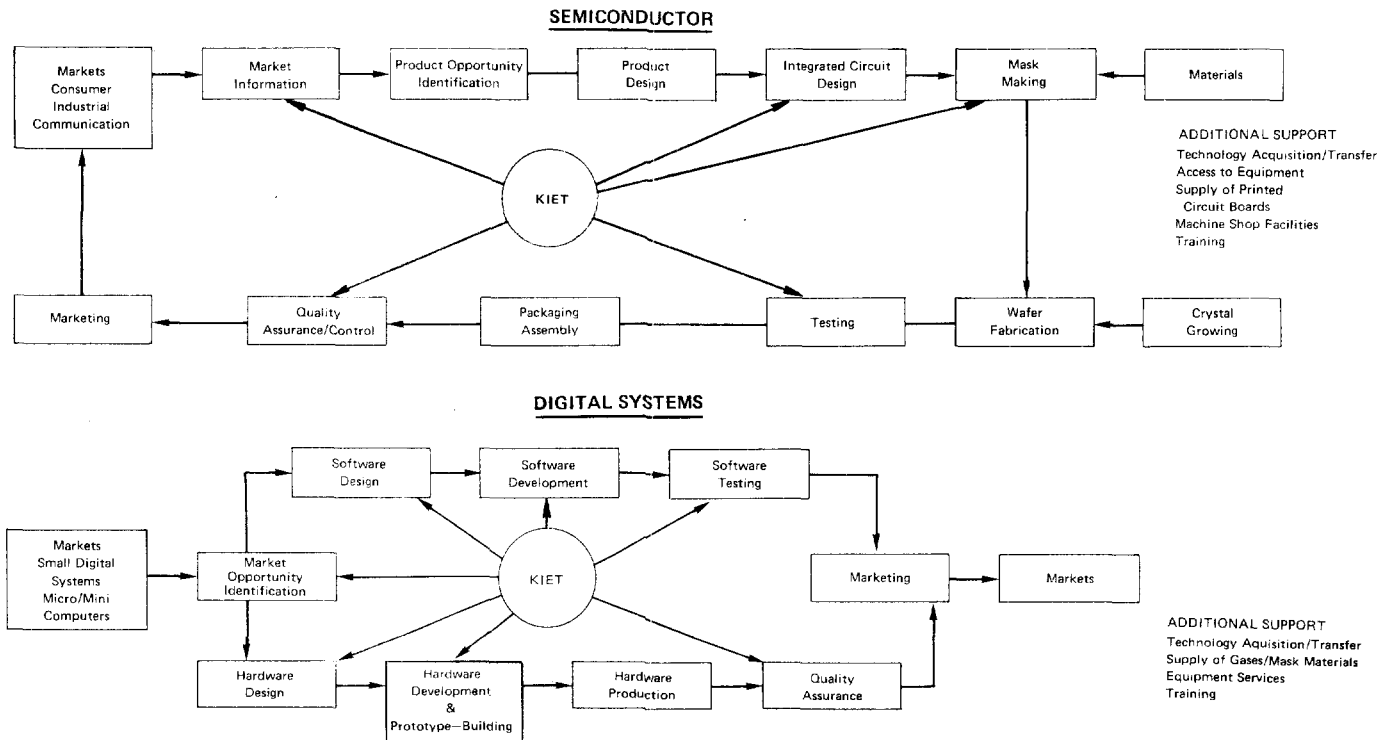 SEMICONDUCTOR
Markets
Consumer
Industrial
Communication
Market
Information
Product Opportunity
Identification
Product
Design
Integrated Circuit
Design
Mask
Making
Materials
ADDITIONAL SUPPORT
Technology Acquisition/Transfer
Access to Equipment
Supply of Printed
Circuit Boards
Machine Shop Facilities
Training
KIET
Marketing
Quality
Assurance/Control
Packaging
Assembly
Testing
Wafer
Fabrication
Crystal
Growing
DIGITAL SYSTEMS
Software
Design
Software
Development
Software
Testing
Markets
Small Digital
Systems
Micro/Mini
Computers
Market
Opportunity
Identification
KIET
Marketing
Markets
Hardware
Design
Hardware
Development
&
Prototype—Building
Hardware
Production
Quality
Assurance
ADDITIONAL SUPPORT
Technology Aquisition/Transfer
Supply of Gases/Mask Materials
Equipment Services
Training